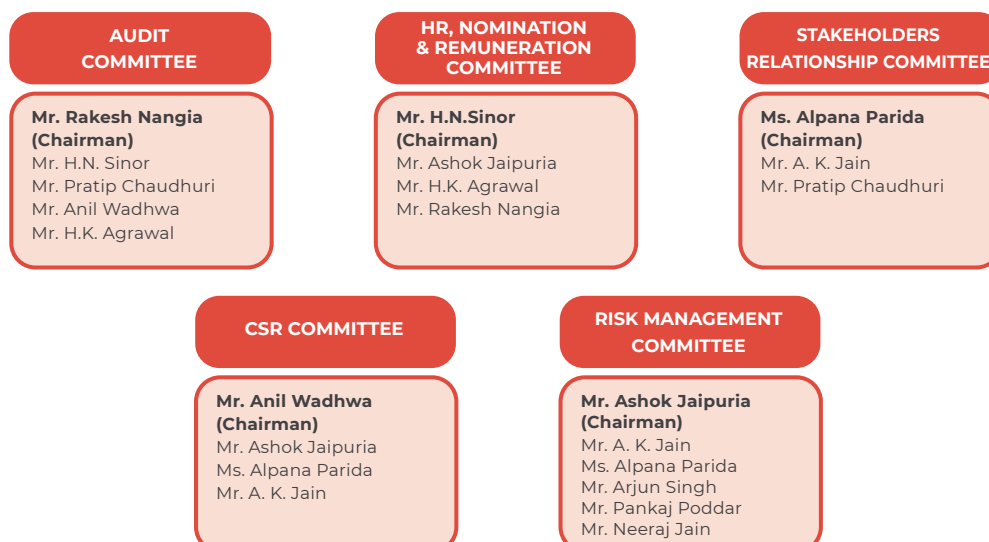 AUDIT
COMMITTEE
Mr. Rakesh Nangia
(Chairman)
Mr. H.N. Sinor
Mr. Pratip Chaudhuri
Mr. Anil Wadhwa
Mr. H.K. Agrawal
HR, NOMINATION
& REMUNERATION
COMMITTEE
Mr. H.N.Sinor
(Chairman)
Mr. Ashok Jaipuria
Mr. H.K. Agrawal
Mr. Rakesh Nangia
STAKEHOLDERS
RELATIONSHIP COMMITTEE
Ms. Alpana Parida
(Chairman)
Mr. A. K. Jain
Mr. Pratip Chaudhuri
CSR COMMITTEE
Mr. Anil Wadhwa
(Chairman)
Mr. Ashok Jaipuria
Ms. Alpana Parida
Mr. A. K. Jain
RISK MANAGEMENT
COMMITTEE
Mr. Ashok Jaipuria
(Chairman)
Mr. A. K. Jain
Ms. Alpana Parida
Mr. Arjun Singh
Mr. Pankaj Poddar
Mr. Neeraj Jain